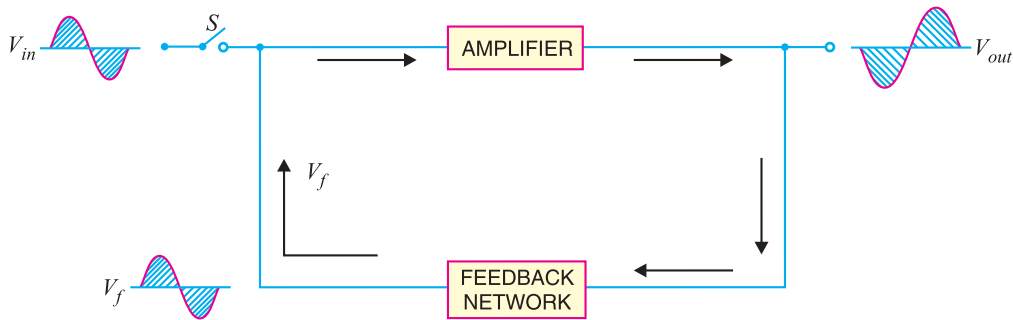 S
V_in
AMPLIFIER
V_out
V_f
V_f
FEEDBACK
NETWORK